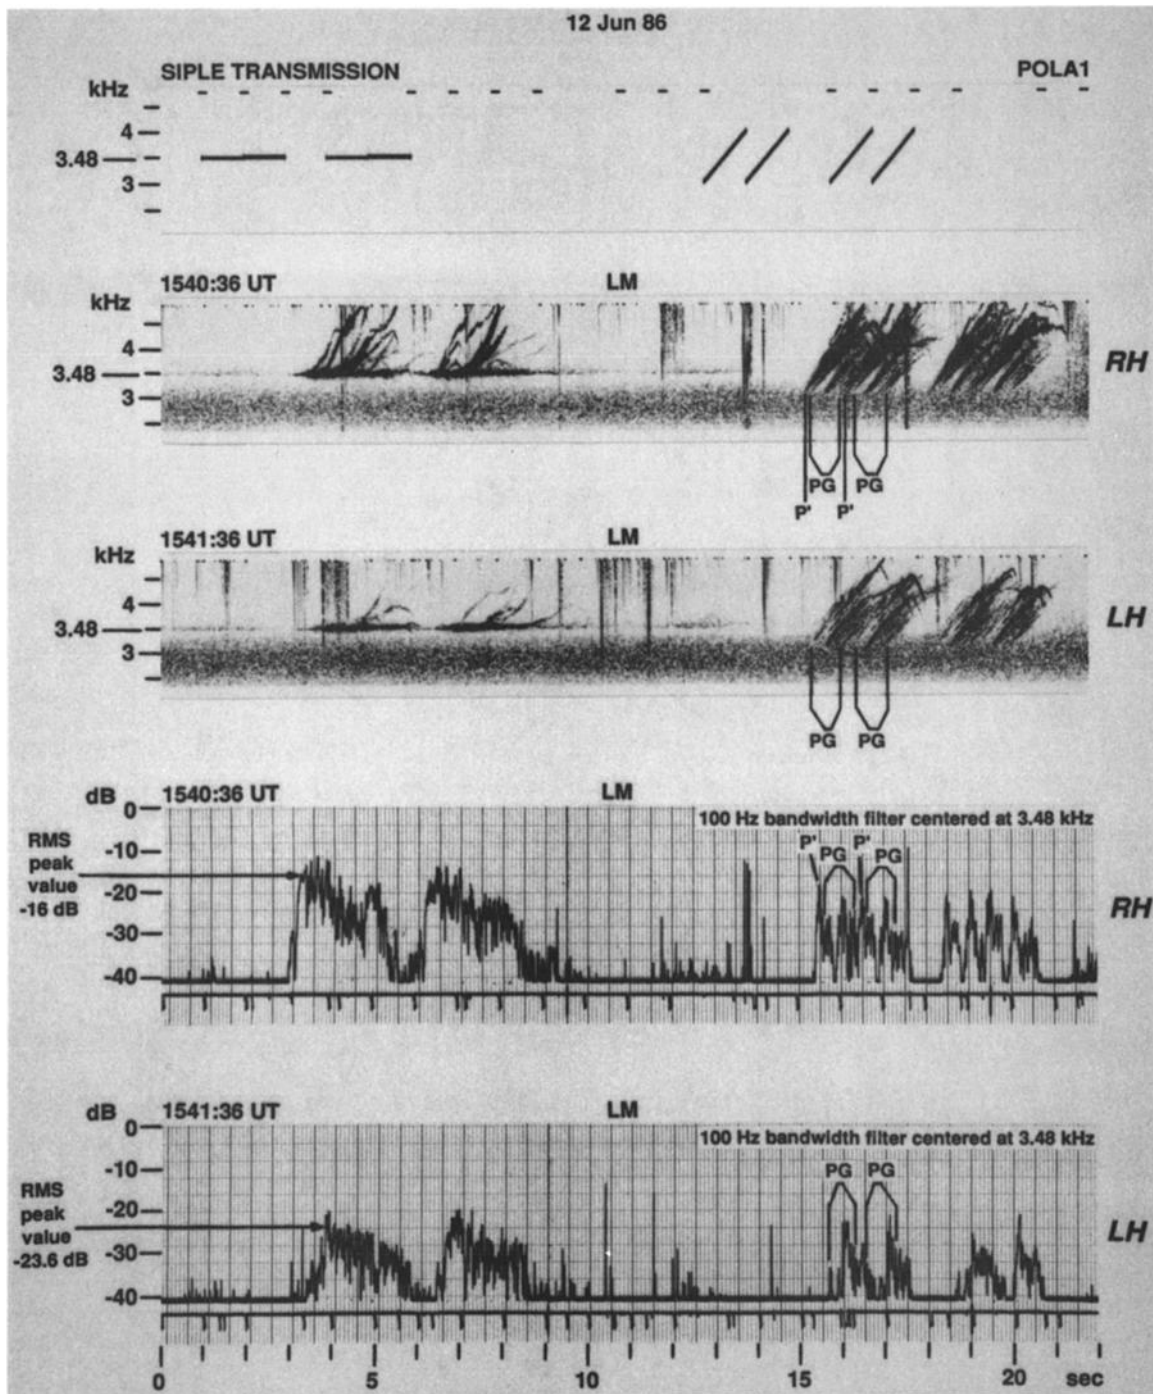 12 Jun 86
SIPLE TRANSMISSION
POLA1
kHz
4
3.48
3
1540:36 UT
LM
kHz
4
3.48
3
RH
PG
PG
P'
P'
1541:36 UT
LM
kHz
4
3.48
3
LH
PG
PG
dB
1540:36 UT
LM
0
100 Hz bandwidth filter centered at 3.48 kHz
RMS
peak
value
-16 dB
-10
-20
-30
-40
P'
PG
P'
PG
RH
dB
1541:36 UT
LM
0
100 Hz bandwidth filter centered at 3.48 kHz
RMS
peak
value
-23.6 dB
-10
-20
-30
-40
PG
PG
LH
0
5
10
15
20
sec